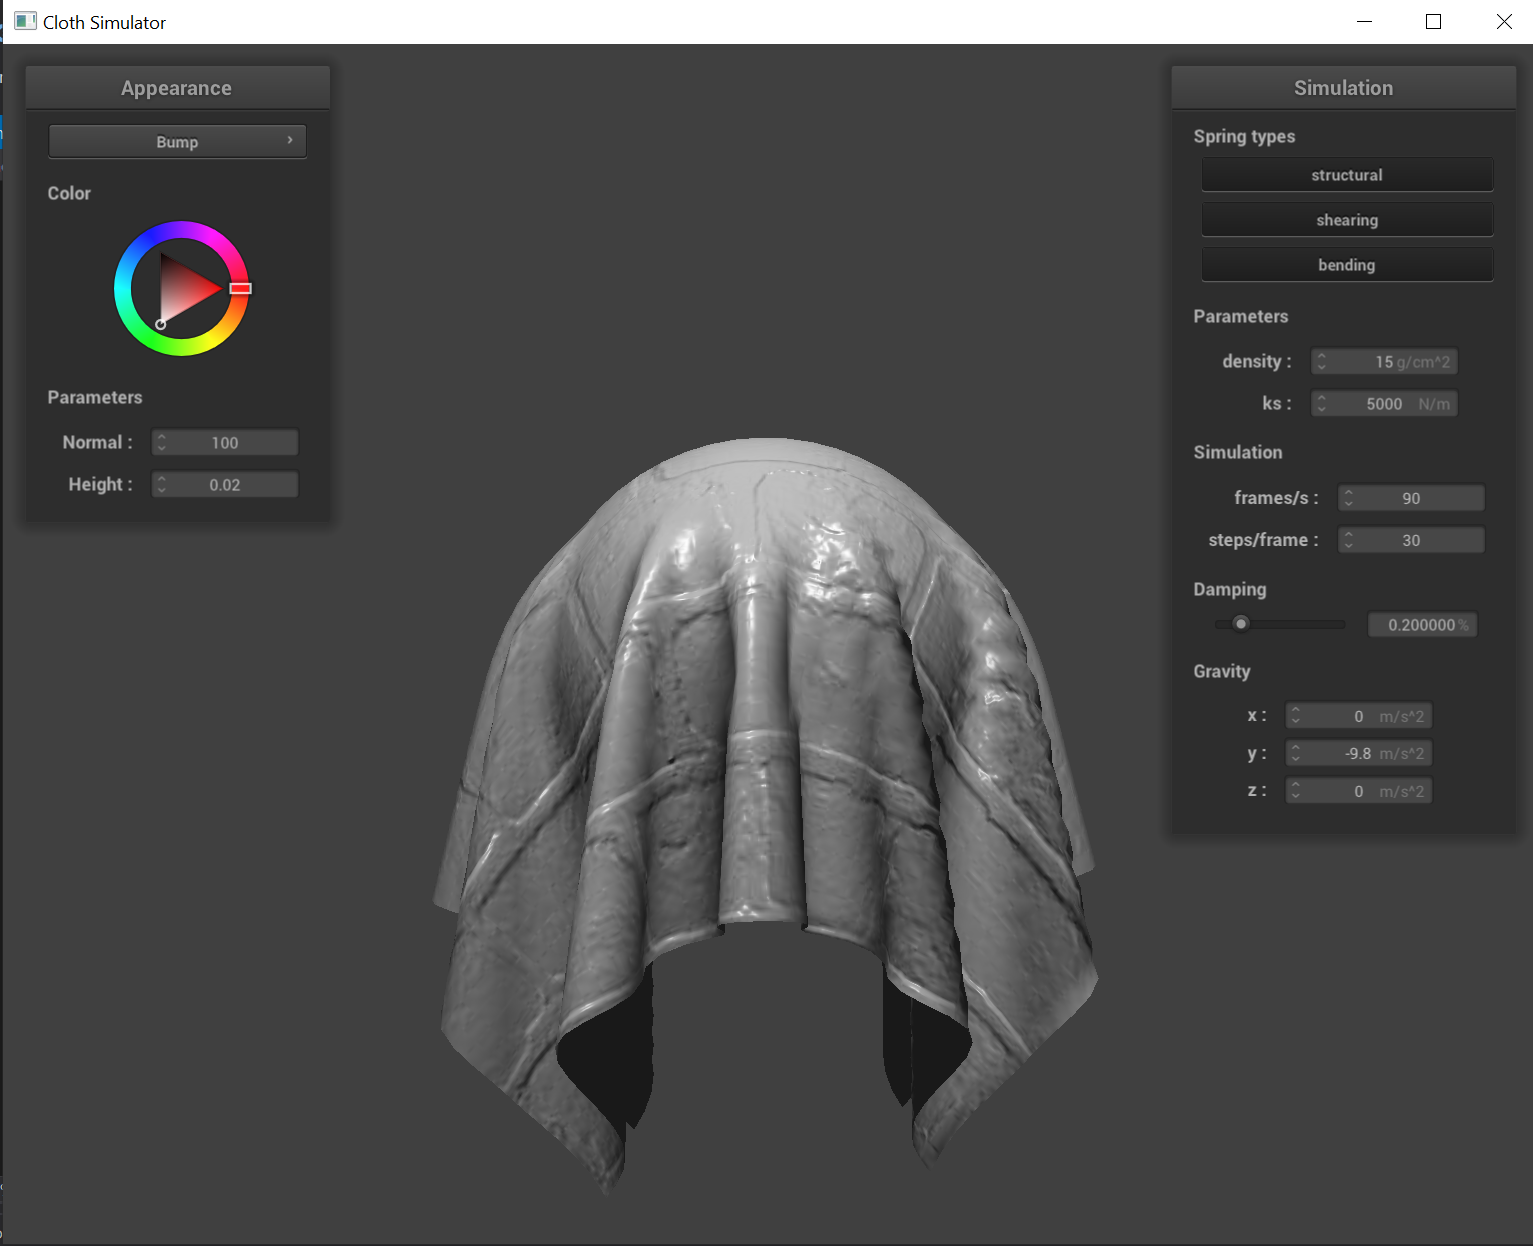 Cloth Simulator
Appearance
Bump
Color
Parameters
Normal : 100
Height : 0.02
Simulation
Spring types
structural
shearing
bending
Parameters
density : 15 g/cm^2
ks : 5000 N/m
Simulation
frames/s : 90
steps/frame : 30
Damping
0.200000 %
Gravity
x : 0 m/s^2
y : -9.8 m/s^2
z : 0 m/s^2